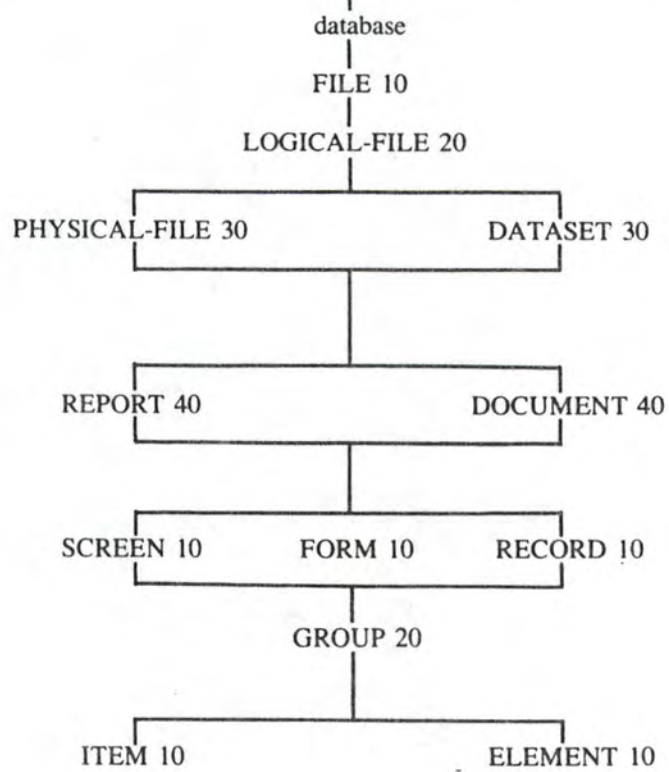 database
FILE 10
LOGICAL-FILE 20
PHYSICAL-FILE 30 DATASET 30
REPORT 40 DOCUMENT 40
SCREEN 10 FORM 10 RECORD 10
GROUP 20
ITEM 10 ELEMENT 10